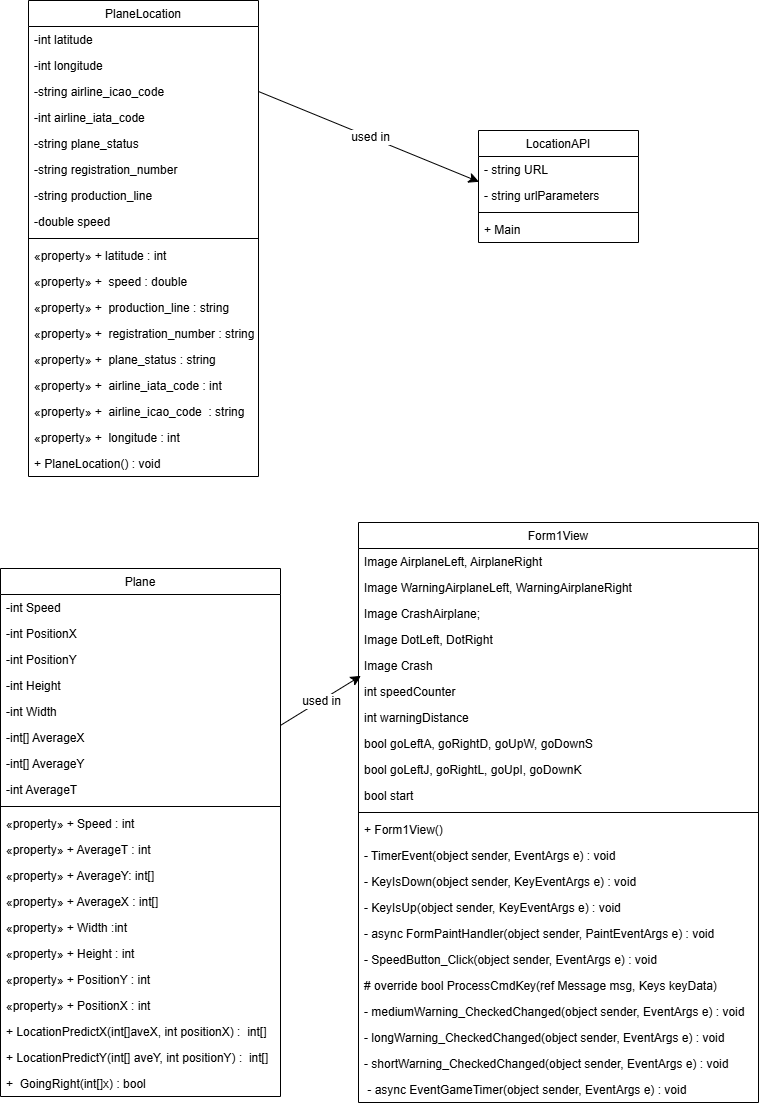 PlaneLocation
-int latitude
-int longitude
-string airline_icao_code
-int airline_iata_code
-string plane_status
-string registration_number
-string production_line
-double speed
«property» + latitude : int
«property» +  speed : double
«property» +  production_line : string
«property» +  registration_number : string
«property» +  plane_status : string
«property» +  airline_iata_code : int
«property» +  airline_icao_code  : string
«property» +  longitude : int
+ PlaneLocation() : void
used in
LocationAPI
- string URL
- string urlParameters
+ Main
Plane
-int Speed
-int PositionX
-int PositionY
-int Height
-int Width
-int[] AverageX
-int[] AverageY
-int AverageT
«property» + Speed : int
«property» + AverageT : int
«property» + AverageY: int[]
«property» + AverageX : int[]
«property» + Width :int
«property» + Height : int
«property» + PositionY : int
«property» + PositionX : int
+ LocationPredictX(int[]aveX, int positionX) :  int[]
+ LocationPredictY(int[] aveY, int positionY) :  int[]
+  GoingRight(int[]x) : bool
used in
Form1View
Image AirplaneLeft, AirplaneRight
Image WarningAirplaneLeft, WarningAirplaneRight
Image CrashAirplane;
Image DotLeft, DotRight
Image Crash
int speedCounter
int warningDistance
bool goLeftA, goRightD, goUpW, goDownS
bool goLeftJ, goRightL, goUpI, goDownK
bool start
+ Form1View()
- TimerEvent(object sender, EventArgs e) : void
- KeyIsDown(object sender, KeyEventArgs e) : void
- KeyIsUp(object sender, KeyEventArgs e) : void
- async FormPaintHandler(object sender, PaintEventArgs e) : void
- SpeedButton_Click(object sender, EventArgs e) : void
# override bool ProcessCmdKey(ref Message msg, Keys keyData)
- mediumWarning_CheckedChanged(object sender, EventArgs e) : void
- longWarning_CheckedChanged(object sender, EventArgs e) : void
- shortWarning_CheckedChanged(object sender, EventArgs e) : void
- async EventGameTimer(object sender, EventArgs e) : void